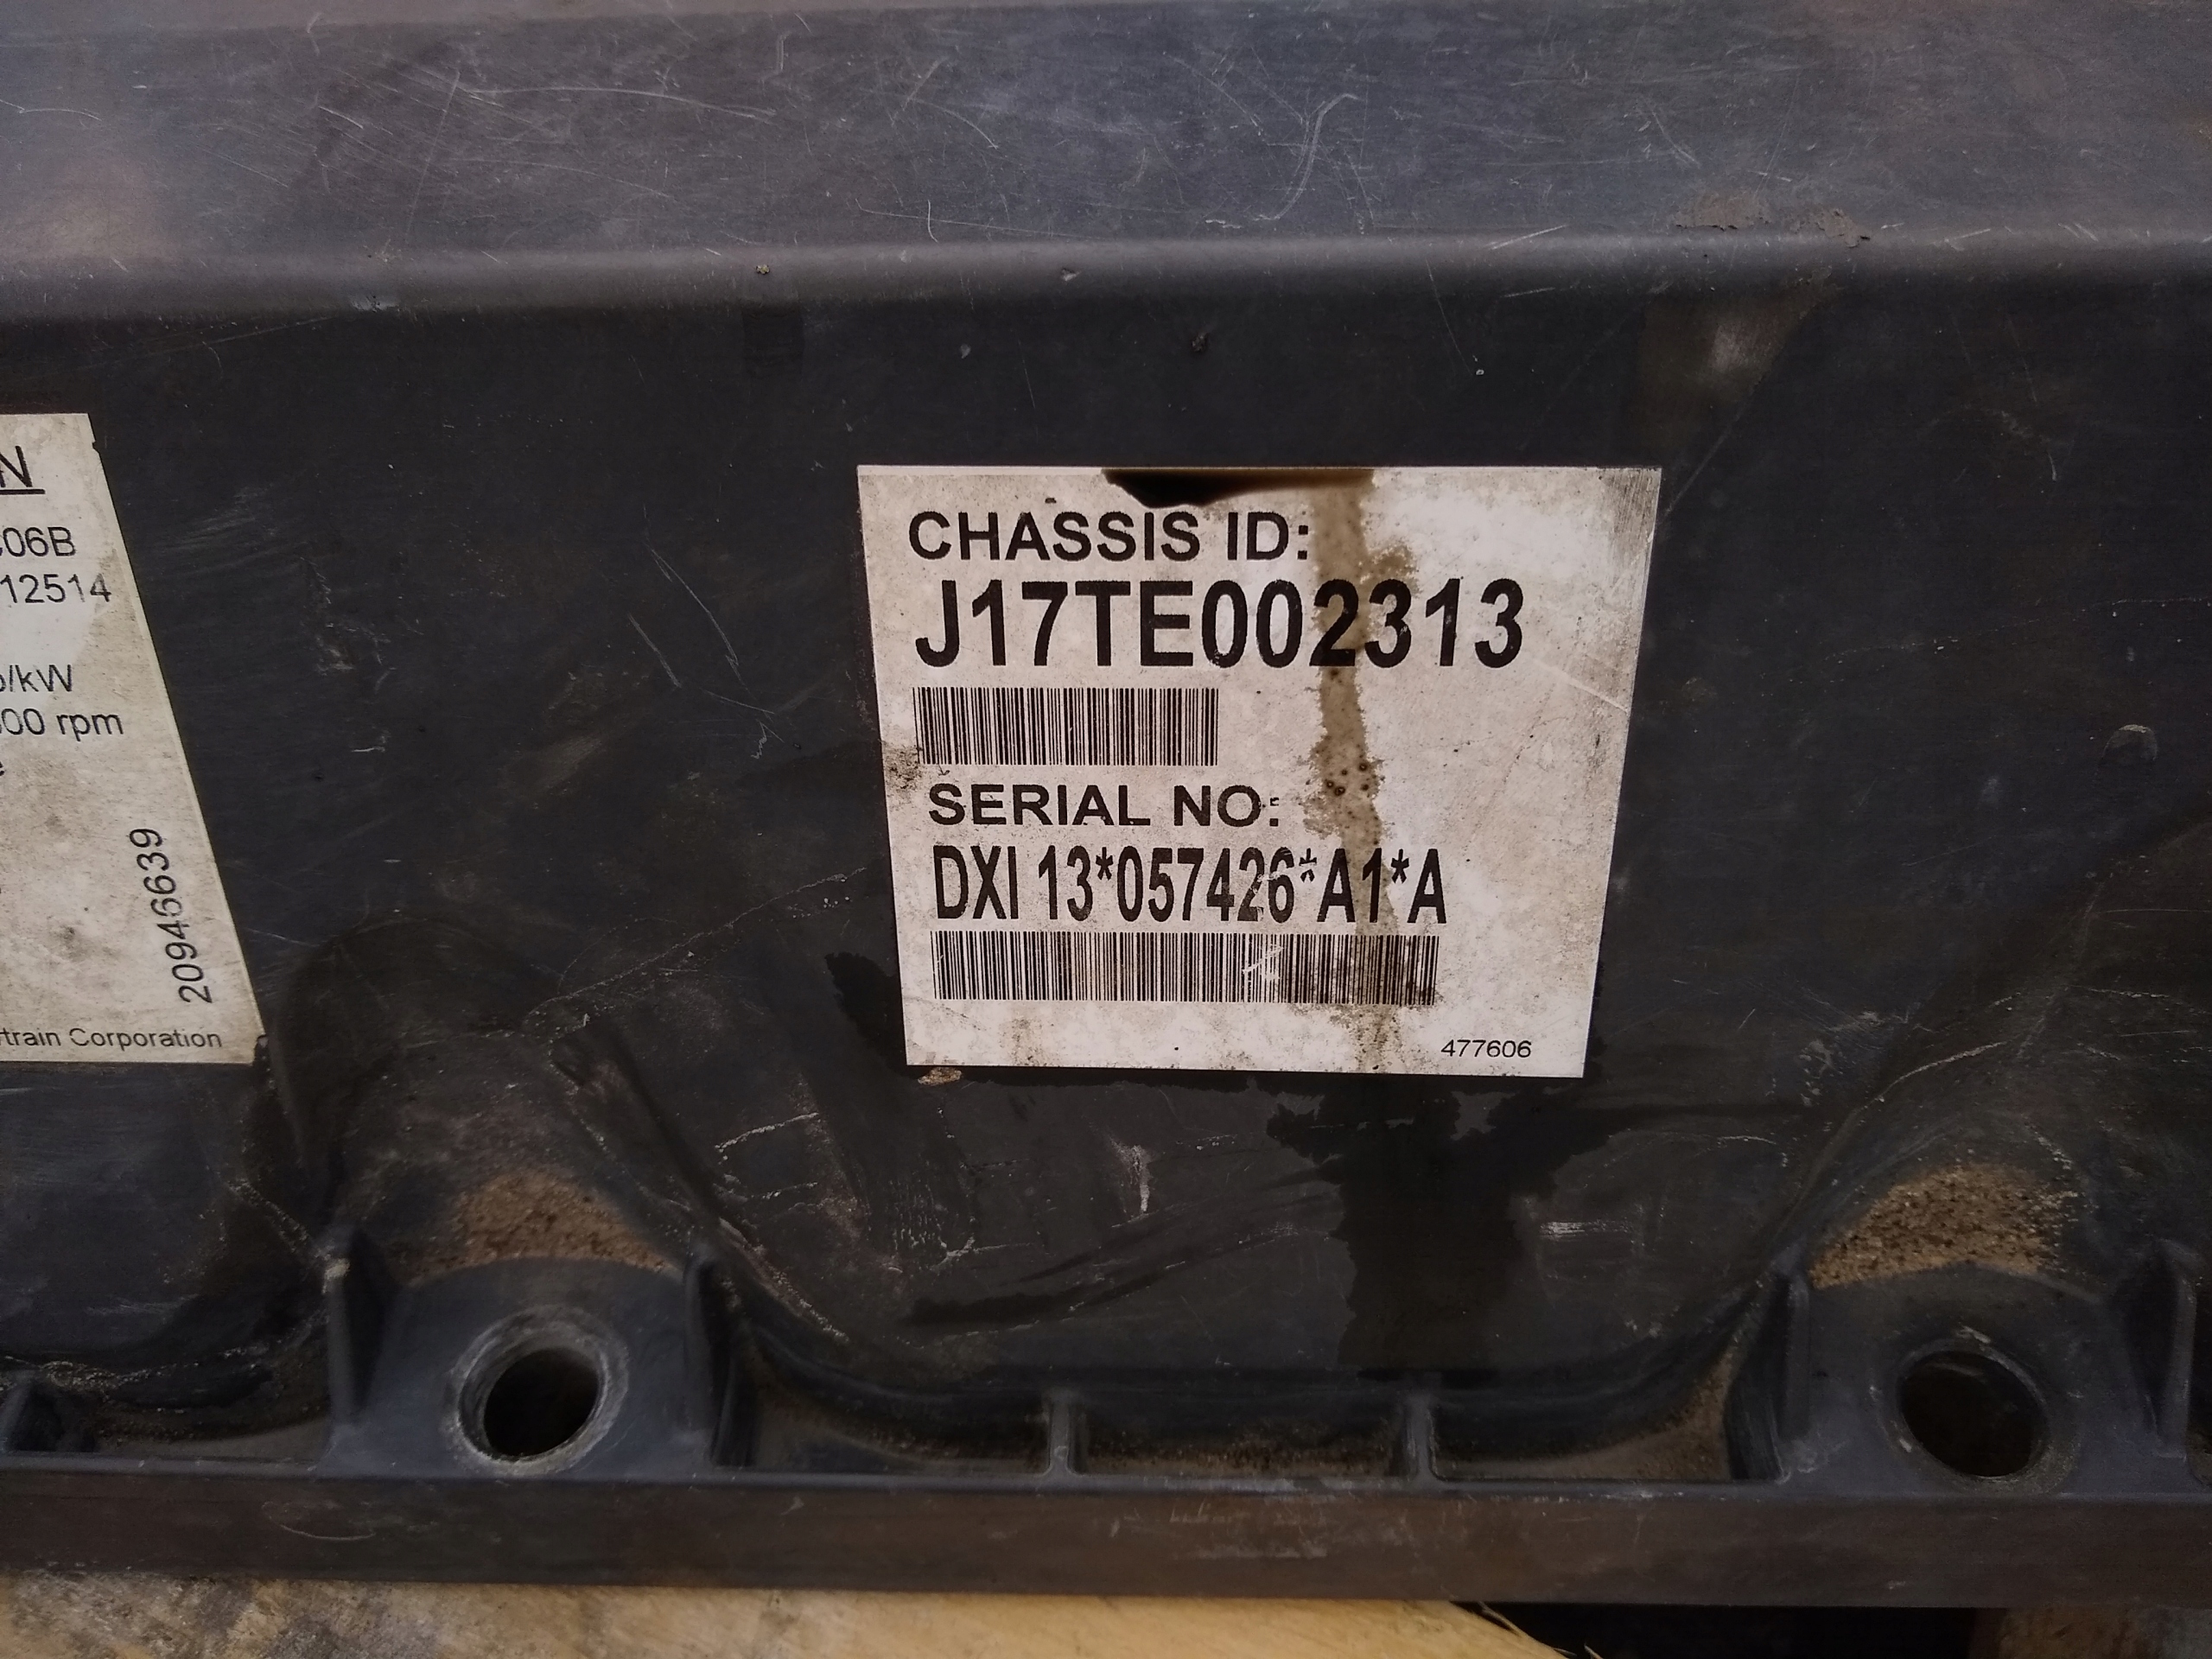 N
06B
12514
/kW
00 rpm
20946639
train Corporation
CHASSIS ID:
J17TE002313
SERIAL NO:
DXI 13*057426*A1*A
477606